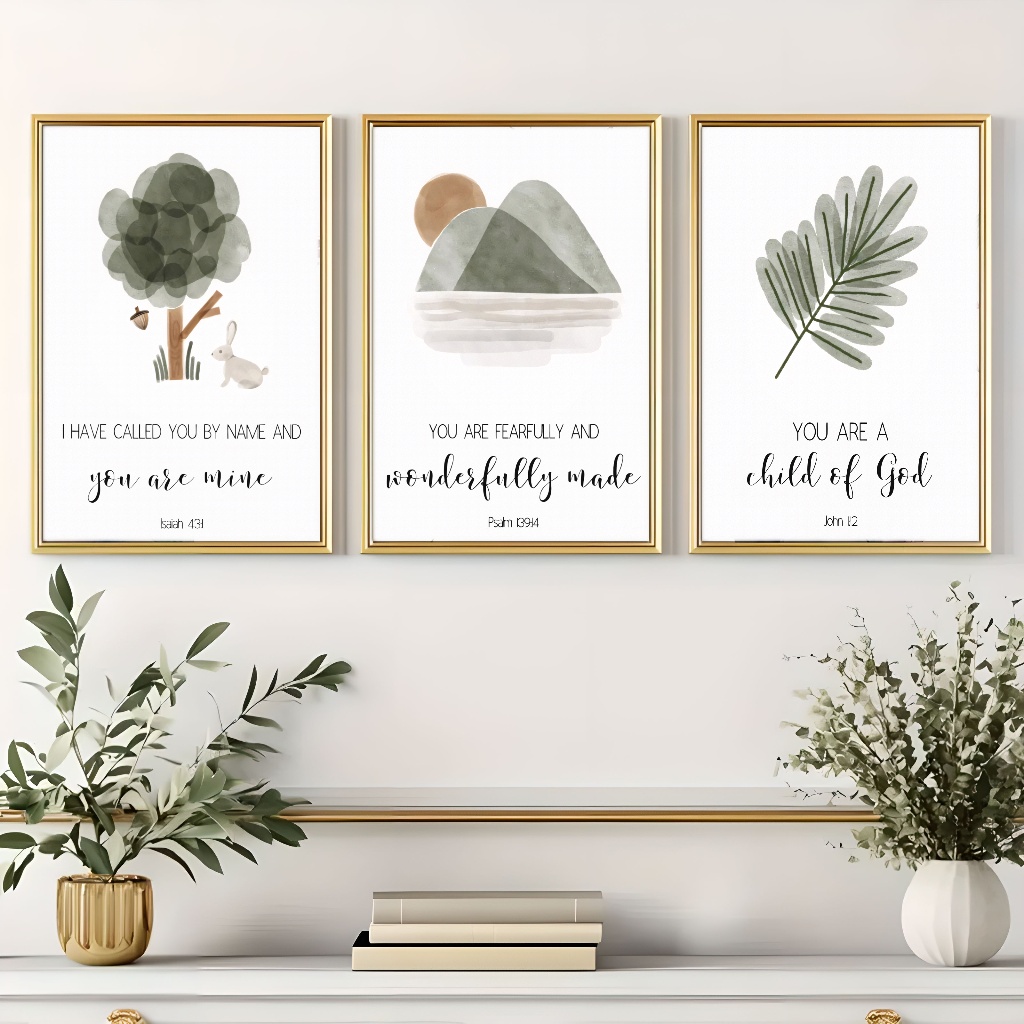 I HAVE CALLED YOU BY NAME AND
you are mine
Isaiah 43:1
YOU ARE FEARFULLY AND
wonderfully made
Psalm 139:14
YOU ARE A
child of God
John 1:12